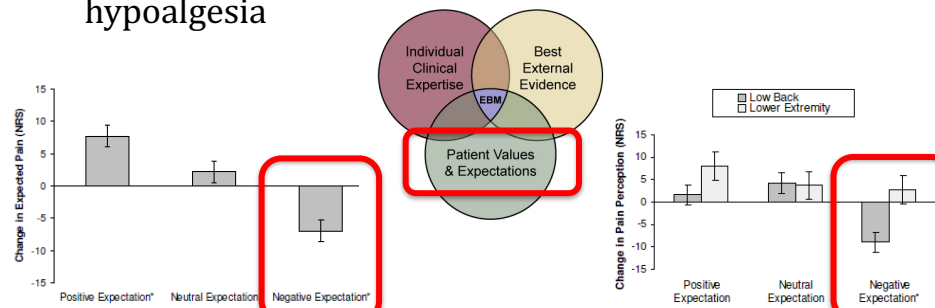 hypoalgesia
Individual
Clinical
Expertise
Best
External
Evidence
EBM
Patient Values
& Expectations
Change in Expected Pain (NRS)
15
10
5
0
-5
-10
-15
Positive Expectation*
Neutral Expectation
Negative Expectation*
Low Back
Lower Extremity
Change in Pain Perception (NRS)
15
10
5
0
-5
-10
-15
Positive
Expectation
Neutral
Expectation
Negative
Expectation*